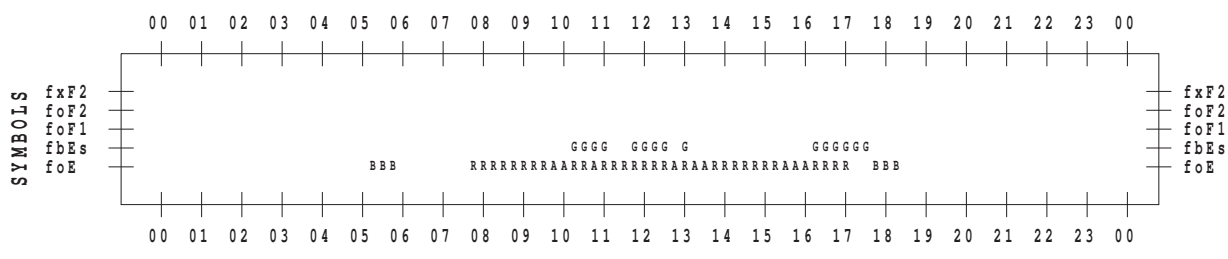 00 01 02 03 04 05 06 07 08 09 10 11 12 13 14 15 16 17 18 19 20 21 22 23 00
SYMBOLS
fxF2 fxF2
foF2 foF2
foF1 foF1
fbEs GGGG GGGG G GGGGGG fbEs
foE BBB RRRRRRRRAARRARRRRRRRARAARRRRRRRAAARRRR BBB foE
00 01 02 03 04 05 06 07 08 09 10 11 12 13 14 15 16 17 18 19 20 21 22 23 00